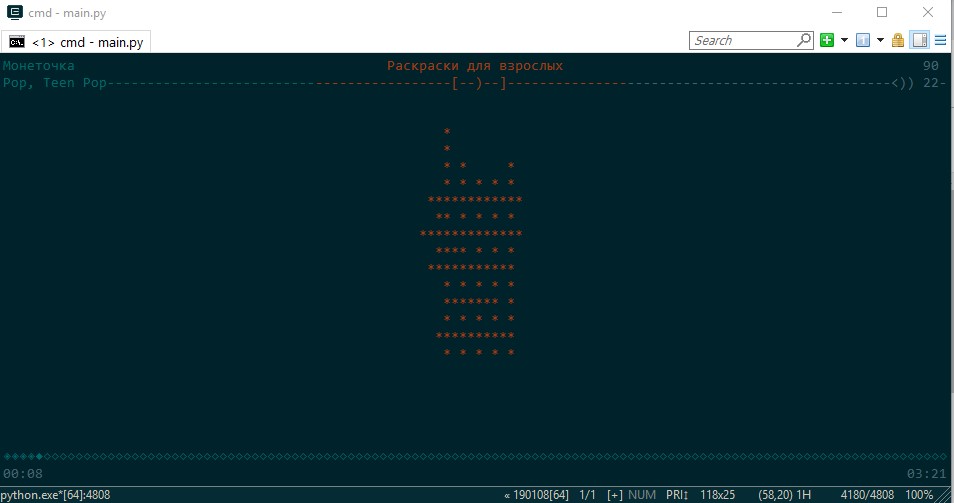 cmd - main.py
<1> cmd - main.py
Search
Монеточка Раскраски для взрослых 90
Pop, Teen Pop------------------------------------------[--)--]------------------------------------------------<)) 22-
00:08 03:21
python.exe*[64]:4808 « 190108[64] 1/1 [+] NUM PRI↕ 118x25 (58,20) 1H 4180/4808 100%